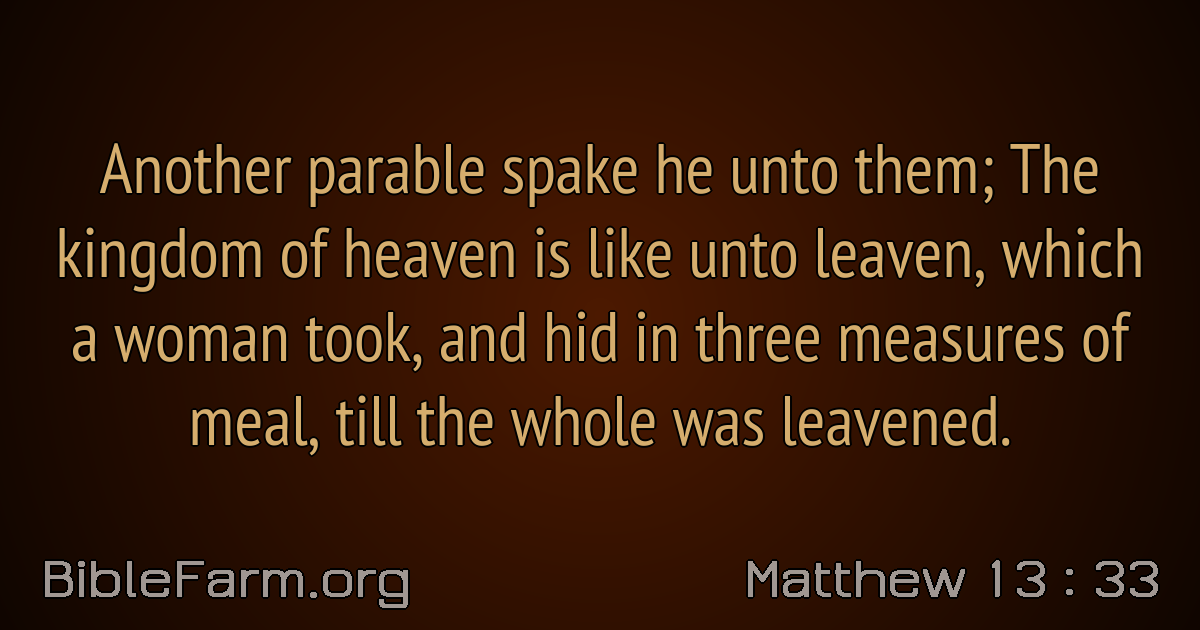 Another parable spake he unto them; The
kingdom of heaven is like unto leaven, which
a woman took, and hid in three measures of
meal, till the whole was leavened.
BibleFarm.org
Matthew 13 : 33